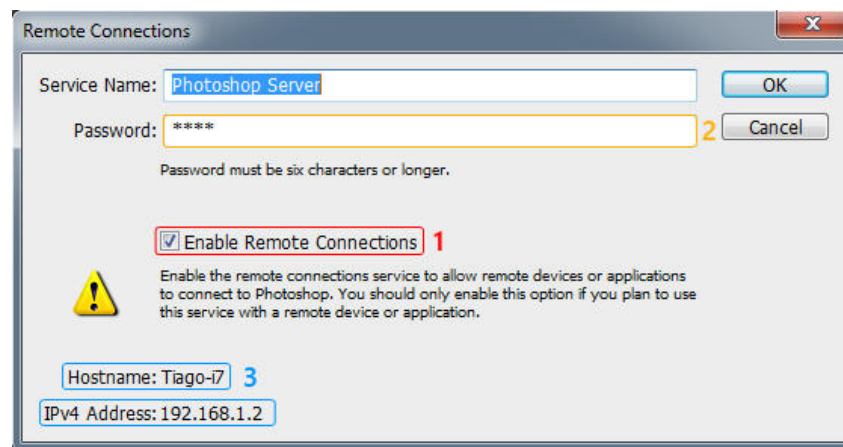 Remote Connections
x
Service Name: Photoshop Server OK
Password: **** 2 Cancel
Password must be six characters or longer.
Enable Remote Connections 1
Enable the remote connections service to allow remote devices or applications
to connect to Photoshop. You should only enable this option if you plan to use
this service with a remote device or application.
Hostname: Tiago-i7 3
IPv4 Address: 192.168.1.2